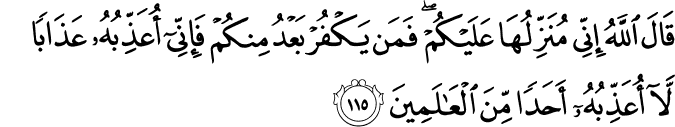 قَالَ ٱللَّهُ إِنِّى مُنَزِّلُهَا عَلَيْكُمْ ۖ فَمَن يَكْفُرْ بَعْدُ مِنكُمْ فَإِنِّىٓ أُعَذِّبُهُۥ عَذَابًا
لَّآ أُعَذِّبُهُۥٓ أَحَدًا مِّنَ ٱلْعَٰلَمِينَ ١١٥